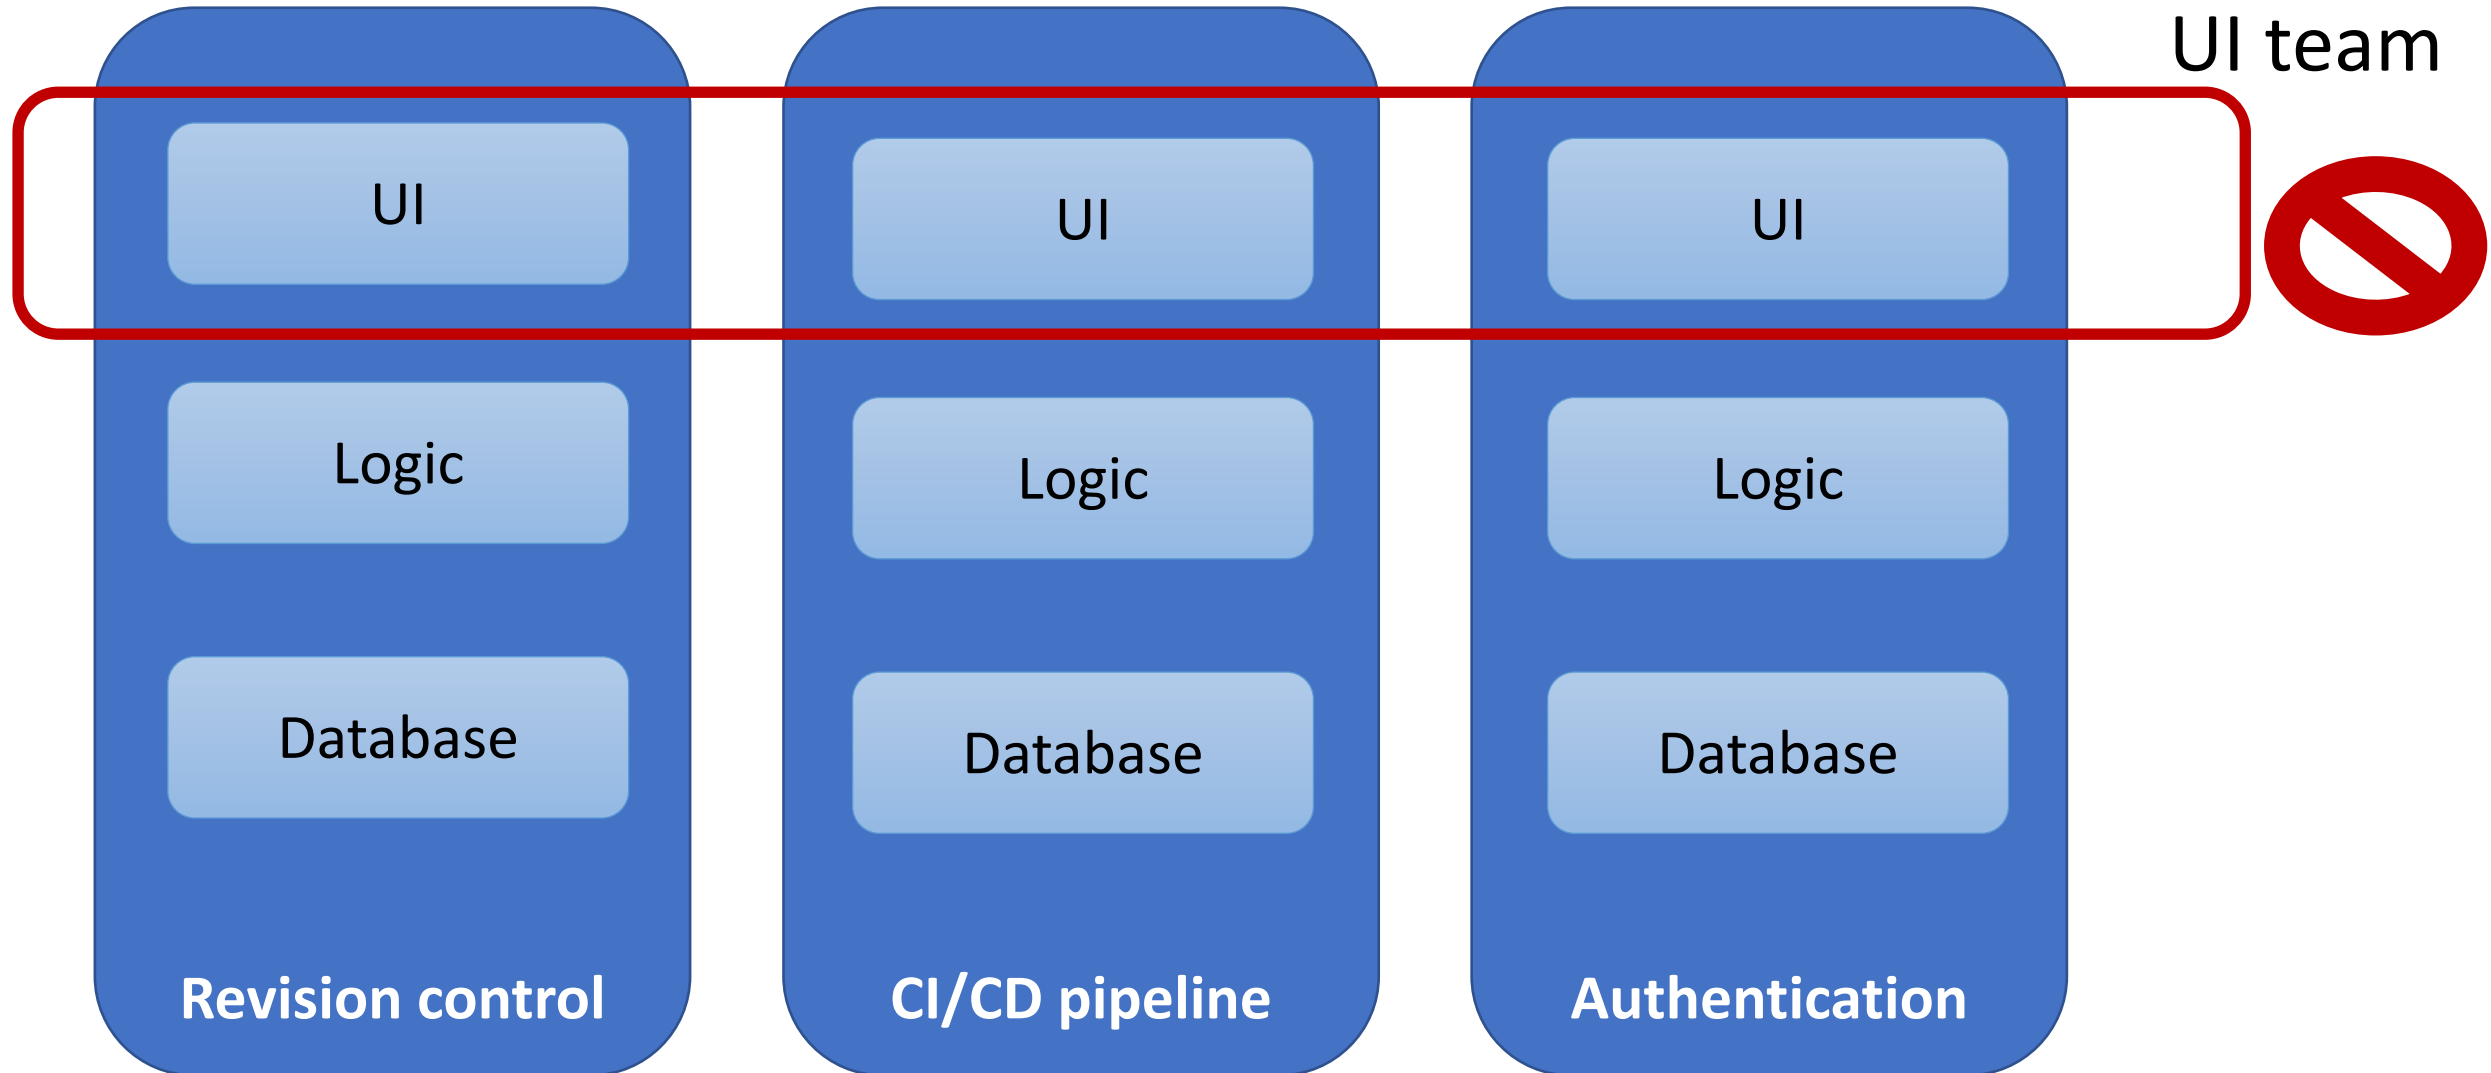 UI team
UI
UI
UI
Logic
Logic
Logic
Database
Database
Database
Revision control
CI/CD pipeline
Authentication